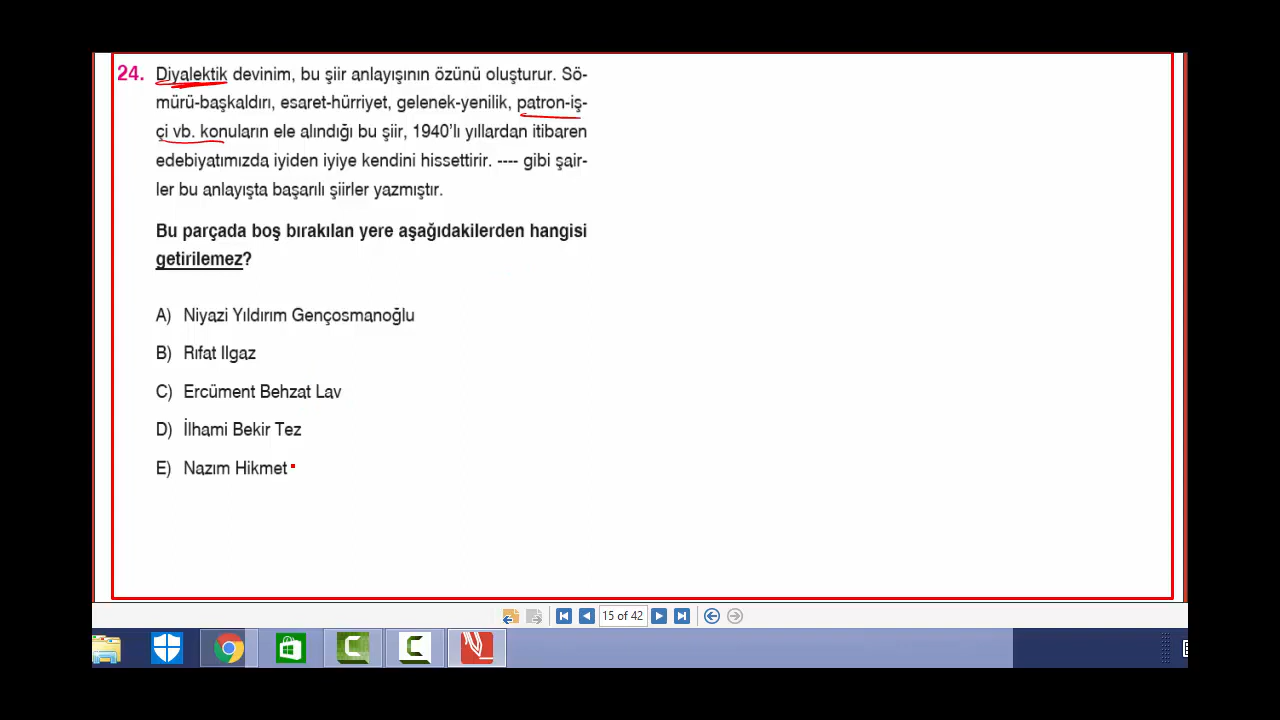 24. Diyalektik devinim, bu şiir anlayışının özünü oluşturur. Sö-
mürü-başkaldırı, esaret-hürriyet, gelenek-yenilik, patron-iş-
çi vb. konuların ele alındığı bu şiir, 1940'lı yıllardan itibaren
edebiyatımızda iyiden iyiye kendini hissettirir. ---- gibi şair-
ler bu anlayışta başarılı şiirler yazmıştır.
Bu parçada boş bırakılan yere aşağıdakilerden hangisi
getirilemez?
A) Niyazi Yıldırım Gençosmanoğlu
B) Rıfat Ilgaz
C) Ercüment Behzat Lav
D) İlhami Bekir Tez
E) Nazım Hikmet
15 of 42